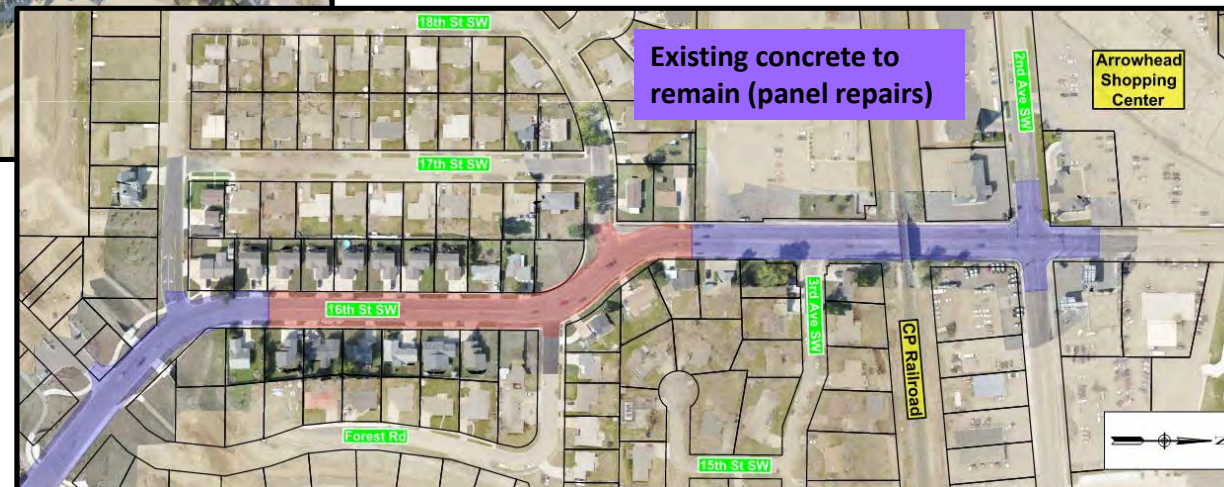 18th St SW
Existing concrete to
remain (panel repairs)
2nd Ave SW
Arrowhead
Shopping
Center
17th St SW
16th St SW
3rd Ave SW
CP Railroad
Forest Rd
15th St SW
N